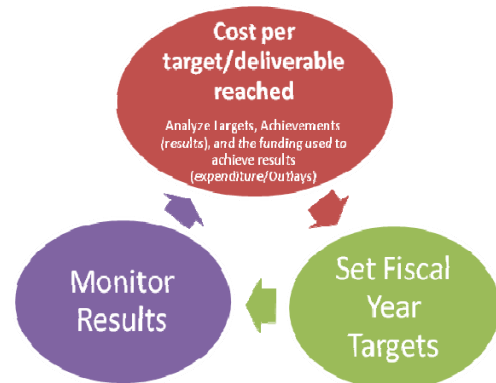 Cost per
target/deliverable
reached
Analyze Targets, Achievements
(results), and the funding used to
achieve results
(expenditure/Outlays)
Monitor
Results
Set Fiscal
Year
Targets